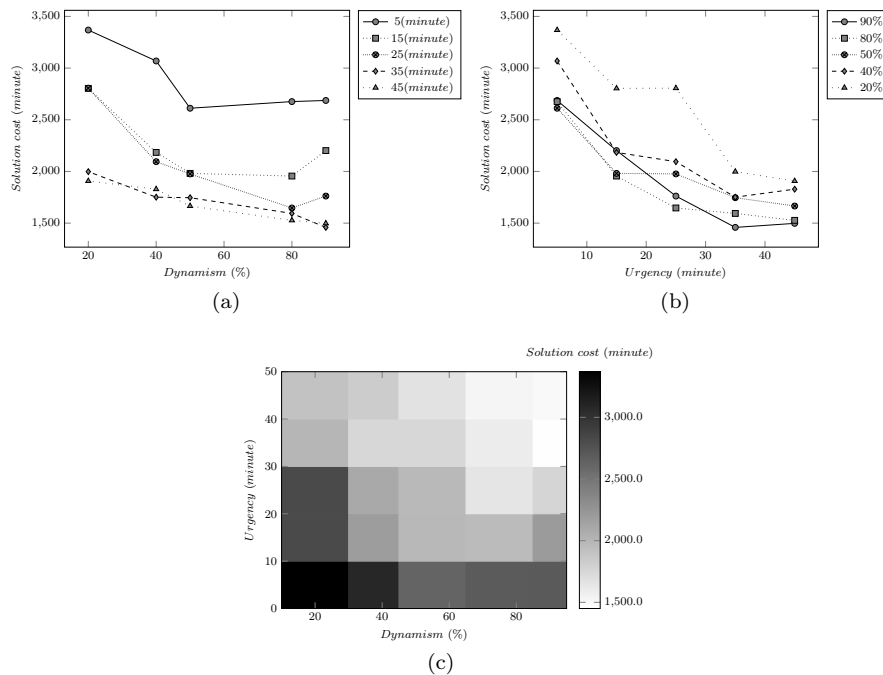 3,500
3,000
2,500
2,000
1,500
Solution cost (minute)
20
40
60
80
Dynamism (%)
5(minute)
15(minute)
25(minute)
35(minute)
45(minute)
(a)
3,500
3,000
2,500
2,000
1,500
Solution cost (minute)
10
20
30
40
Urgency (minute)
90%
80%
50%
40%
20%
(b)
Solution cost (minute)
50
40
30
20
10
0
Urgency (minute)
20
40
60
80
Dynamism (%)
3,000.0
2,500.0
2,000.0
1,500.0
(c)